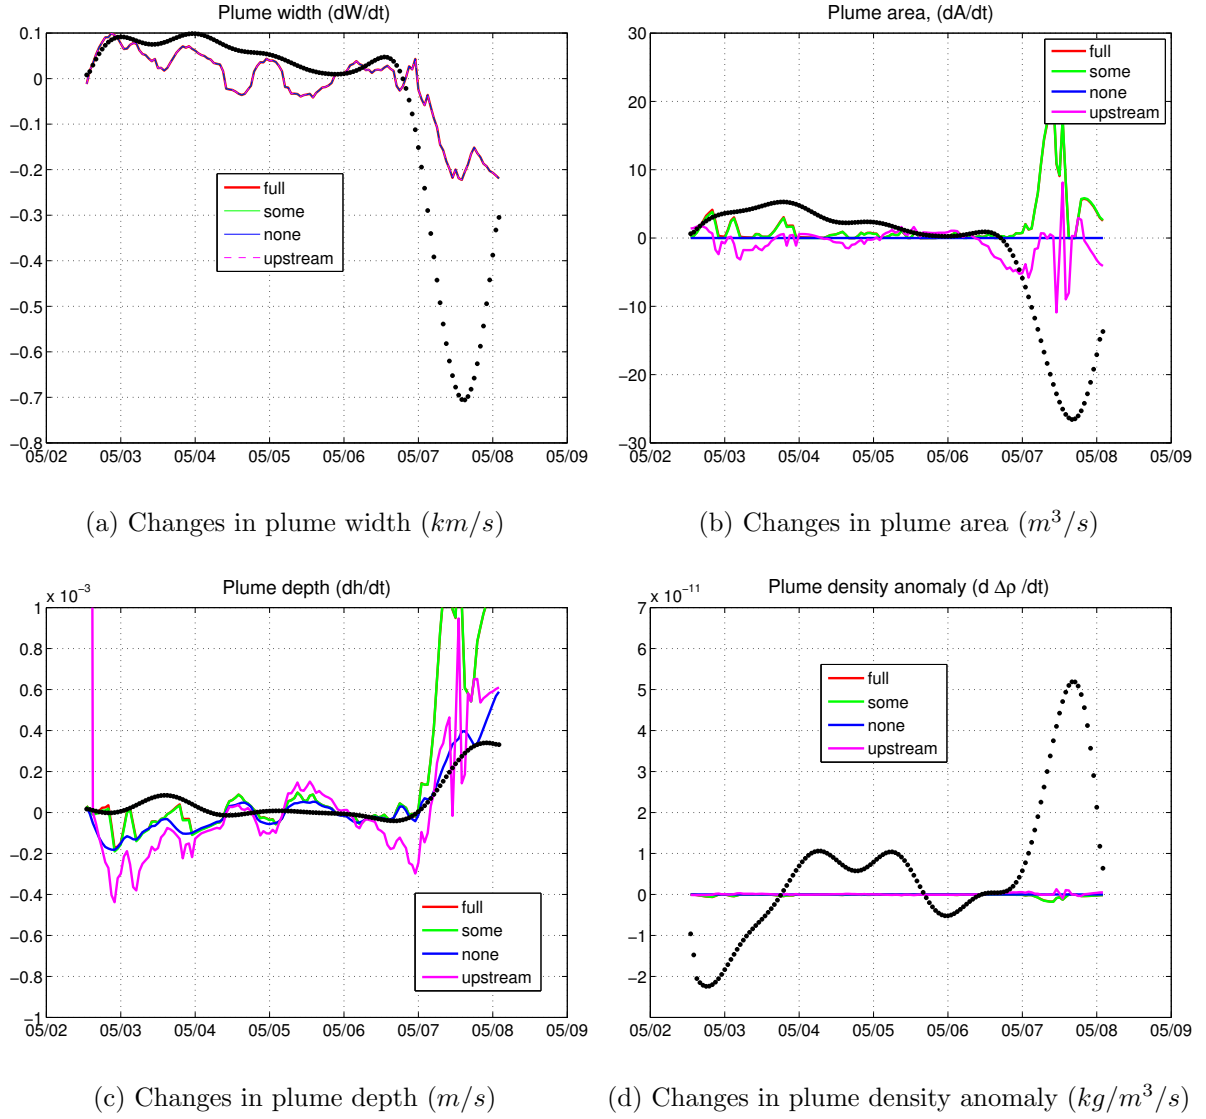 Plume width (dW/dt)
0.1
0
−0.1
−0.2
−0.3
−0.4
−0.5
−0.6
−0.7
−0.8
full
some
none
upstream
05/02 05/03 05/04 05/05 05/06 05/07 05/08 05/09
(a) Changes in plume width (km/s)
Plume area, (dA/dt)
30
20
10
0
−10
−20
−30
full
some
none
upstream
05/02 05/03 05/04 05/05 05/06 05/07 05/08 05/09
(b) Changes in plume area (m³/s)
Plume depth (dh/dt)
x 10⁻³
1
0.8
0.6
0.4
0.2
0
−0.2
−0.4
−0.6
−0.8
−1
full
some
none
upstream
05/02 05/03 05/04 05/05 05/06 05/07 05/08 05/09
(c) Changes in plume depth (m/s)
Plume density anomaly (d Δρ /dt)
x 10⁻¹¹
7
6
5
4
3
2
1
0
−1
−2
full
some
none
upstream
05/02 05/03 05/04 05/05 05/06 05/07 05/08 05/09
(d) Changes in plume density anomaly (kg/m³/s)